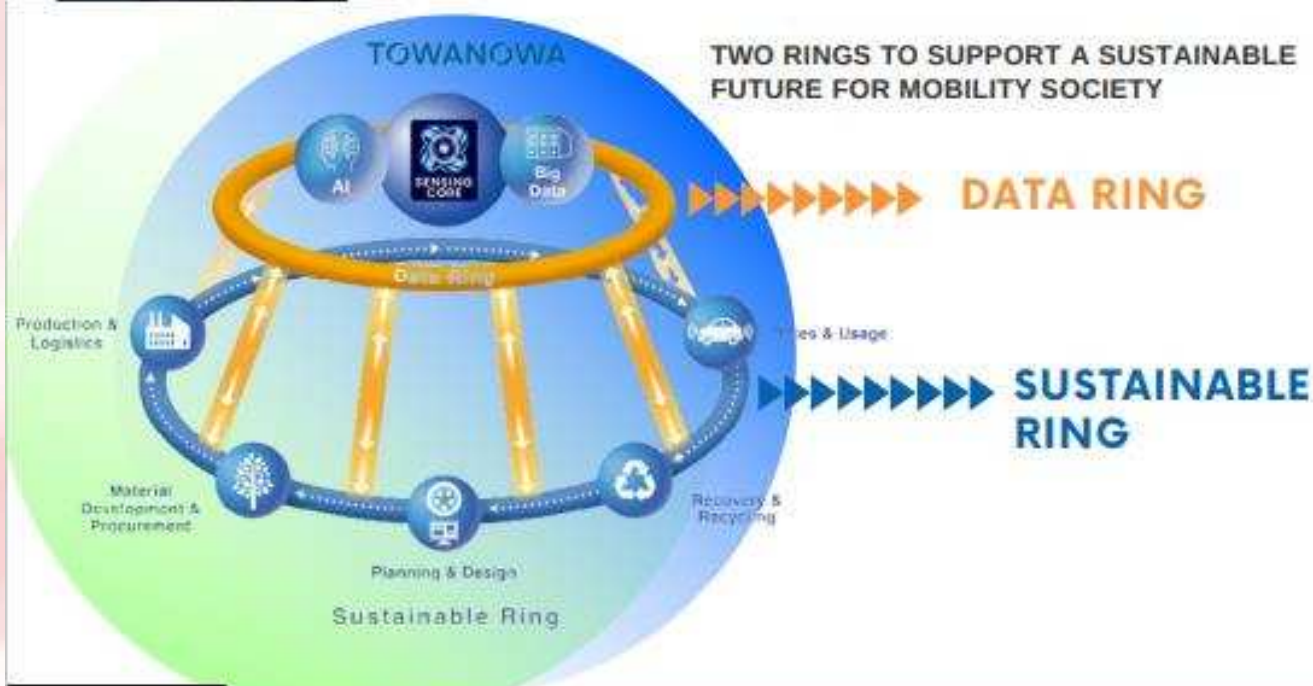 TOWANOWA
TWO RINGS TO SUPPORT A SUSTAINABLE
FUTURE FOR MOBILITY SOCIETY
AI
SENSING
CORE
Big
Data
DATA RING
Data Ring
Production &
Logistics
& Usage
SUSTAINABLE
RING
Material
Development &
Procurement
Recovery &
Recycling
Planning & Design
Sustainable Ring